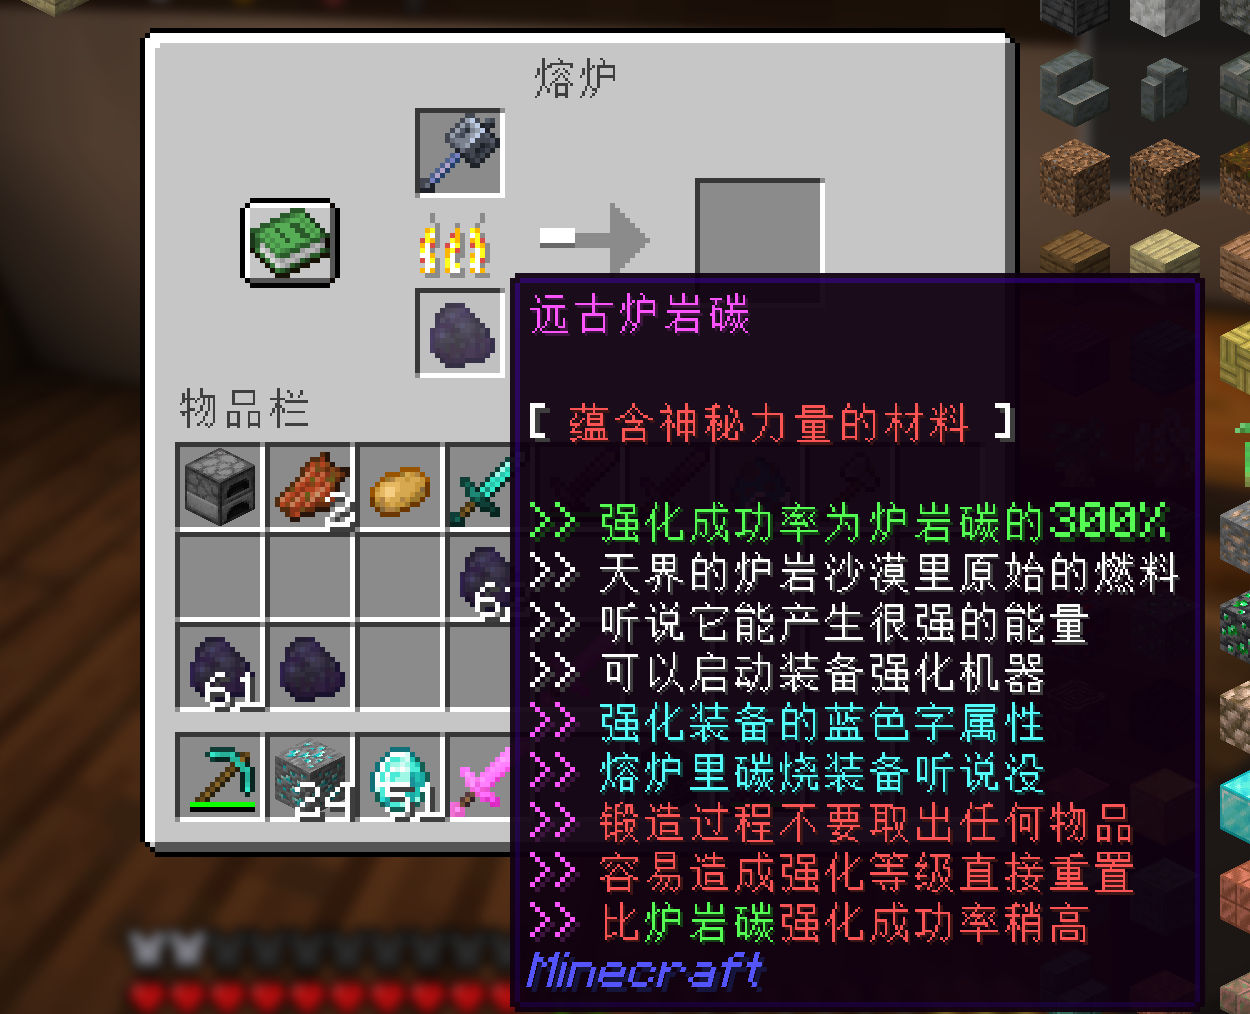 熔炉
远古炉岩碳
[ 蕴含神秘力量的材料 ]
物品栏
>> 强化成功率为炉岩碳的300%
>> 天界的炉岩沙漠里原始的燃料
>> 听说它能产生很强的能量
>> 可以启动装备强化机器
>> 强化装备的蓝色字属性
>> 熔炉里碳烧装备听说没
>> 锻造过程不要取出任何物品
>> 容易造成强化等级直接重置
>> 比炉岩碳强化成功率稍高
Minecraft
61
24
51